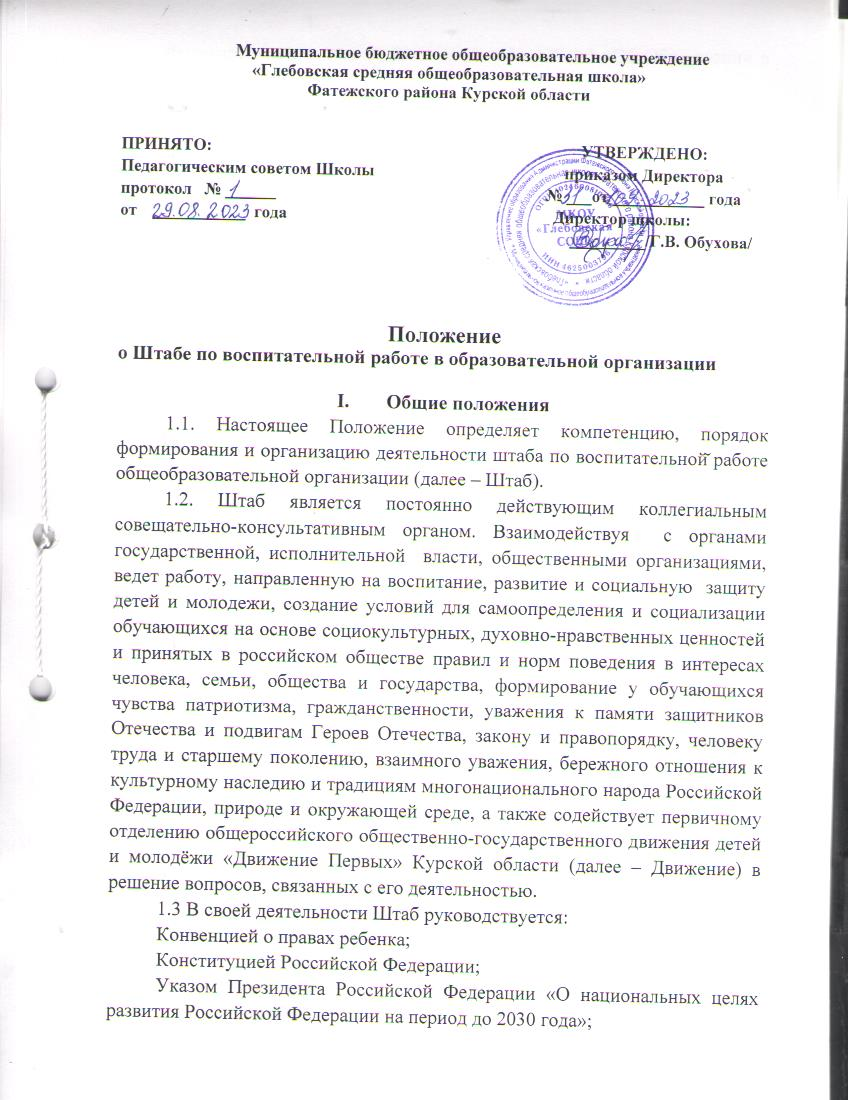 Муниципальное бюджетное общеобразовательное учреждение
«Глебовская средняя общеобразовательная школа»
Фатежского района Курской области
ПРИНЯТО:
Педагогическим советом Школы
протокол № 1
от 29.08.2023 года
УТВЕРЖДЕНО:
приказом Директора
№ от 2023 года
Директор школы:
/Г.В. Обухова/
МКОУ
«Глебовская
СОШ»
Положение
о Штабе по воспитательной работе в образовательной организации
I. Общие положения
1.1. Настоящее Положение определяет компетенцию, порядок
формирования и организацию деятельности штаба по воспитательной работе
общеобразовательной организации (далее – Штаб).
1.2. Штаб является постоянно действующим коллегиальным
совещательно-консультативным органом. Взаимодействуя с органами
государственной, исполнительной власти, общественными организациями,
ведет работу, направленную на воспитание, развитие и социальную защиту
детей и молодежи, создание условий для самоопределения и социализации
обучающихся на основе социокультурных, духовно-нравственных ценностей
и принятых в российском обществе правил и норм поведения в интересах
человека, семьи, общества и государства, формирование у обучающихся
чувства патриотизма, гражданственности, уважения к памяти защитников
Отечества и подвигам Героев Отечества, закону и правопорядку, человеку
труда и старшему поколению, взаимного уважения, бережного отношения к
культурному наследию и традициям многонационального народа Российской
Федерации, природе и окружающей среде, а также содействует первичному
отделению общероссийского общественно-государственного движения детей
и молодёжи «Движение Первых» Курской области (далее – Движение) в
решение вопросов, связанных с его деятельностью.
1.3 В своей деятельности Штаб руководствуется:
Конвенцией о правах ребенка;
Конституцией Российской Федерации;
Указом Президента Российской Федерации «О национальных целях
развития Российской Федерации на период до 2030 года»;